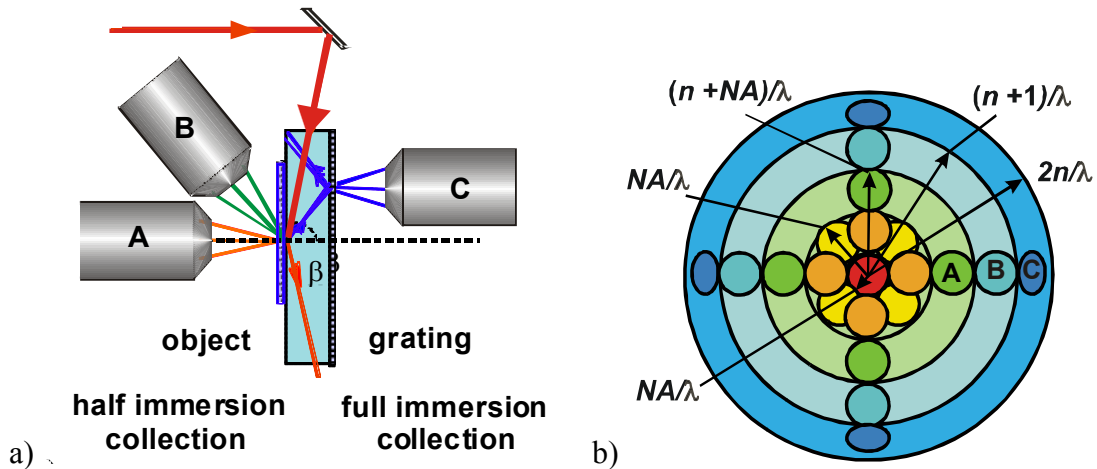 B
A
C
β
object
grating
half immersion
collection
full immersion
collection
a)
(n +NA)/λ
(n +1)/λ
NA/λ
2n/λ
A
B
C
NA/λ
b)